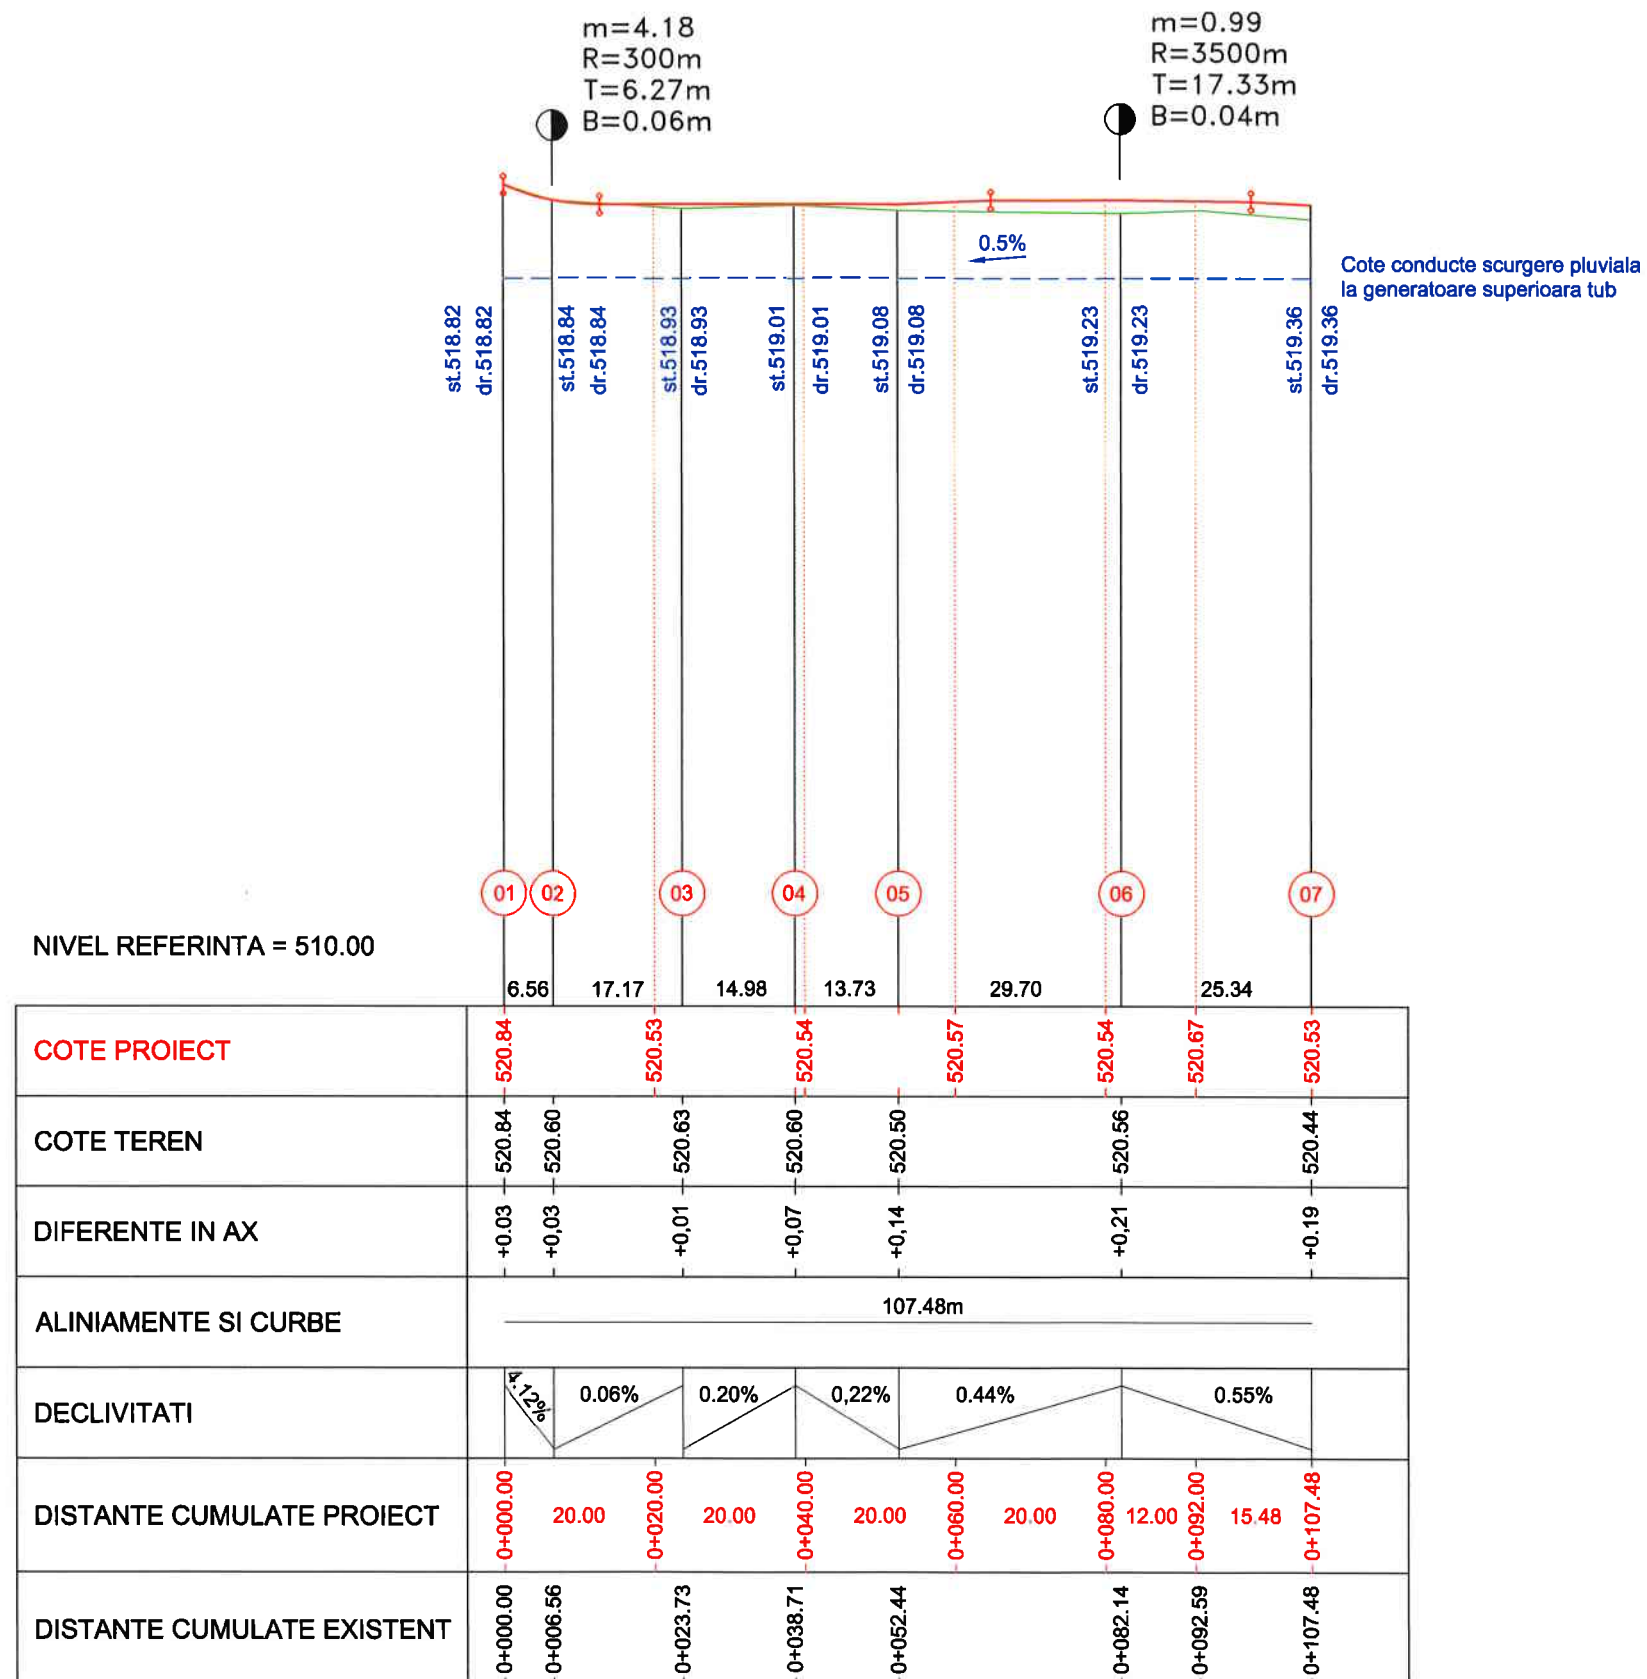 m=4.18
R=300m
T=6.27m
B=0.06m
m=0.99
R=3500m
T=17.33m
B=0.04m
0.5%
Cote conducte scurgere pluviala
la generatoare superioara tub
st.518.82
dr.518.82
st.518.84
dr.518.84
st.518.93
dr.518.93
st.519.01
dr.519.01
st.519.08
dr.519.08
st.519.23
dr.519.23
st.519.36
dr.519.36
01 02 03 04 05 06 07
NIVEL REFERINTA = 510.00
6.56 17.17 14.98 13.73 29.70 25.34
COTE PROIECT 520.84 520.53 520.54 520.57 520.54 520.67 520.53
COTE TEREN 520.84 520.60 520.63 520.60 520.50 520.56 520.44
DIFERENTE IN AX +0.03 +0,03 +0,01 +0,07 +0,14 +0,21 +0.19
ALINIAMENTE SI CURBE 107.48m
DECLIVITATI 4.12% 0.06% 0.20% 0,22% 0.44% 0.55%
DISTANTE CUMULATE PROIECT 0+000.00 20.00 0+020.00 20.00 0+040.00 20.00 0+060.00 20.00 0+080.00 12.00 0+092.00 15.48 0+107.48
DISTANTE CUMULATE EXISTENT 0+000.00 0+006.56 0+023.73 0+038.71 0+052.44 0+082.14 0+092.59 0+107.48